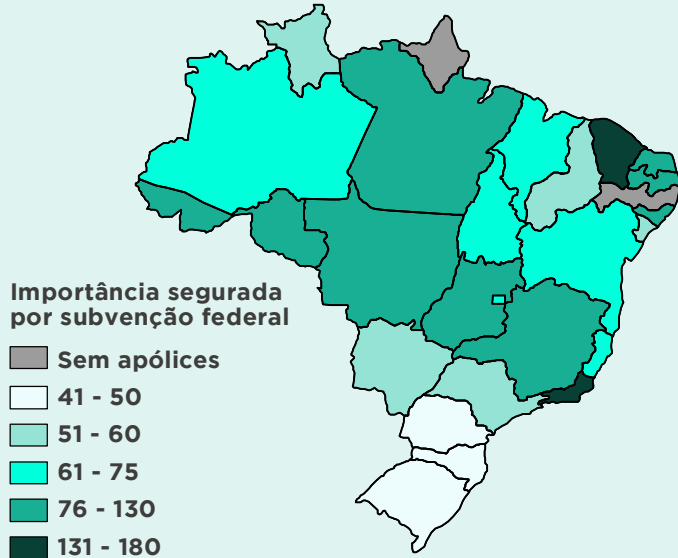 Importância segurada
por subvenção federal
Sem apólices
41 - 50
51 - 60
61 - 75
76 - 130
131 - 180